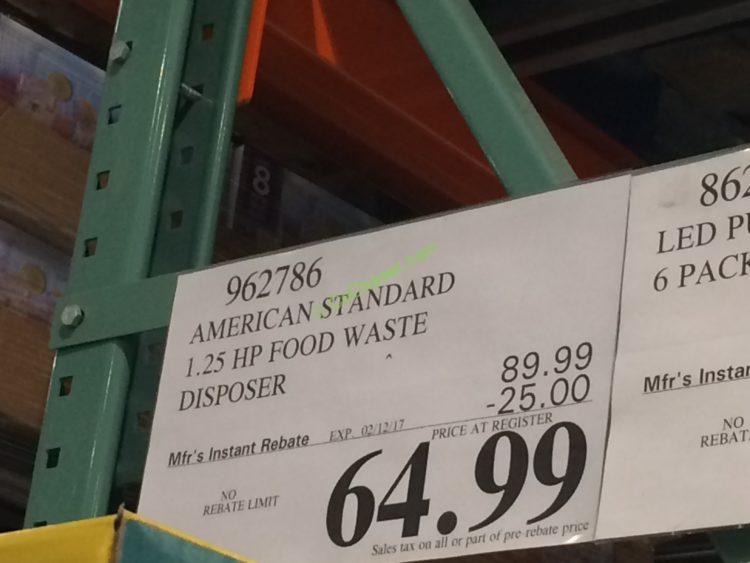 962786
AMERICAN STANDARD
1.25 HP FOOD WASTE
DISPOSER
89.99
-25.00
Mfr's Instant Rebate EXP. 02/12/17 PRICE AT REGISTER
64.99
NO
REBATE LIMIT
Sales tax on all or part of pre-rebate price
862
LED PU
6 PACK
Mfr's Instan
NO
REBAT
8